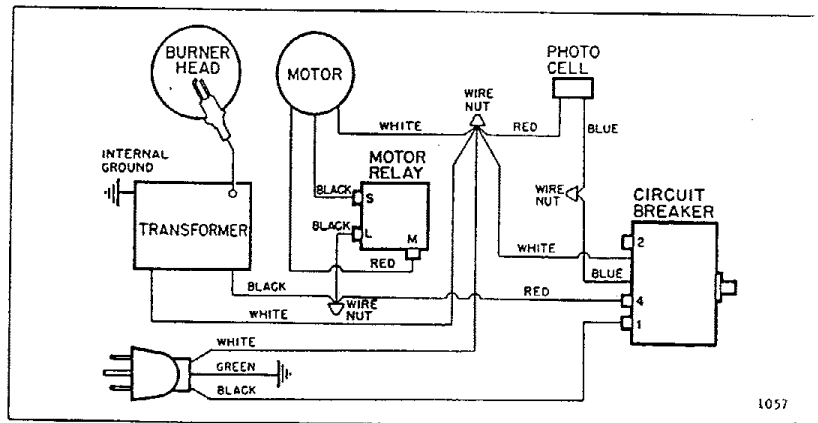 BURNER
HEAD
MOTOR
PHOTO
CELL
WIRE
NUT
WHITE
RED
BLUE
INTERNAL
GROUND
MOTOR
RELAY
BLACK
S
WIRE
NUT
CIRCUIT
BREAKER
TRANSFORMER
BLACK
L
M
2
WHITE
RED
BLUE
BLACK
RED
4
WIRE
NUT
WHITE
1
WHITE
GREEN
BLACK
1057